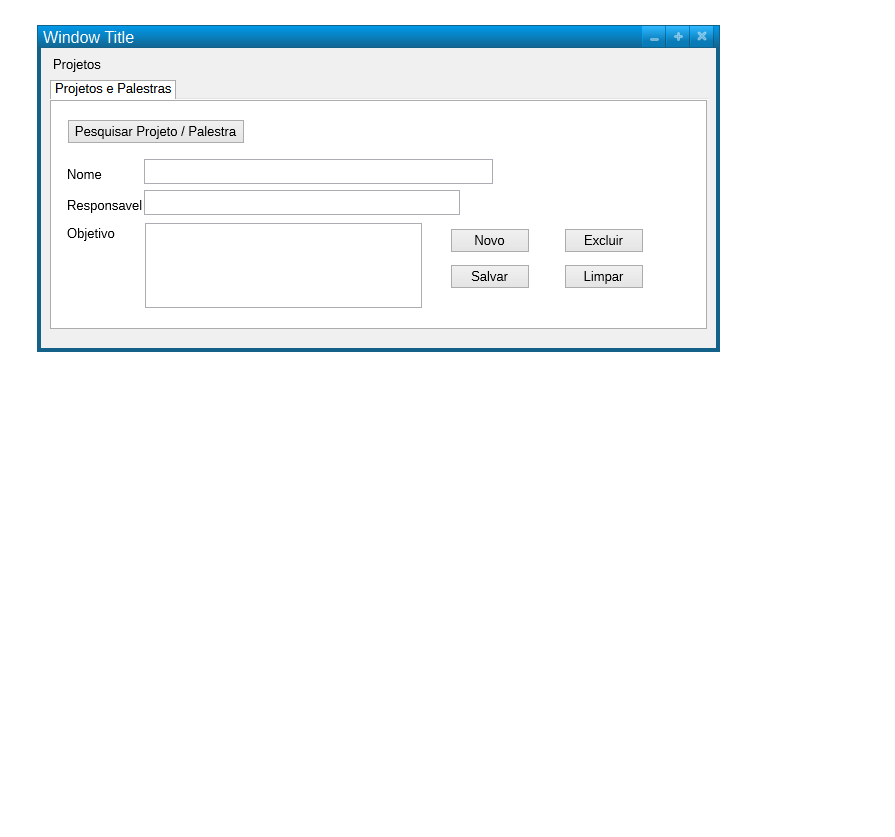 Window Title
Projetos
Projetos e Palestras
Pesquisar Projeto / Palestra
Nome
Responsavel
Objetivo
Novo
Excluir
Salvar
Limpar